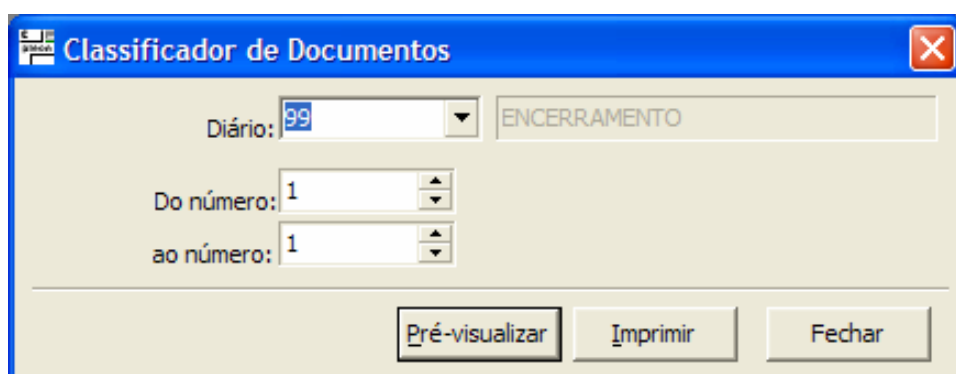 Classificador de Documentos
Diário: 99 ENCERRAMENTO
Do número: 1
ao número: 1
Pré-visualizar Imprimir Fechar